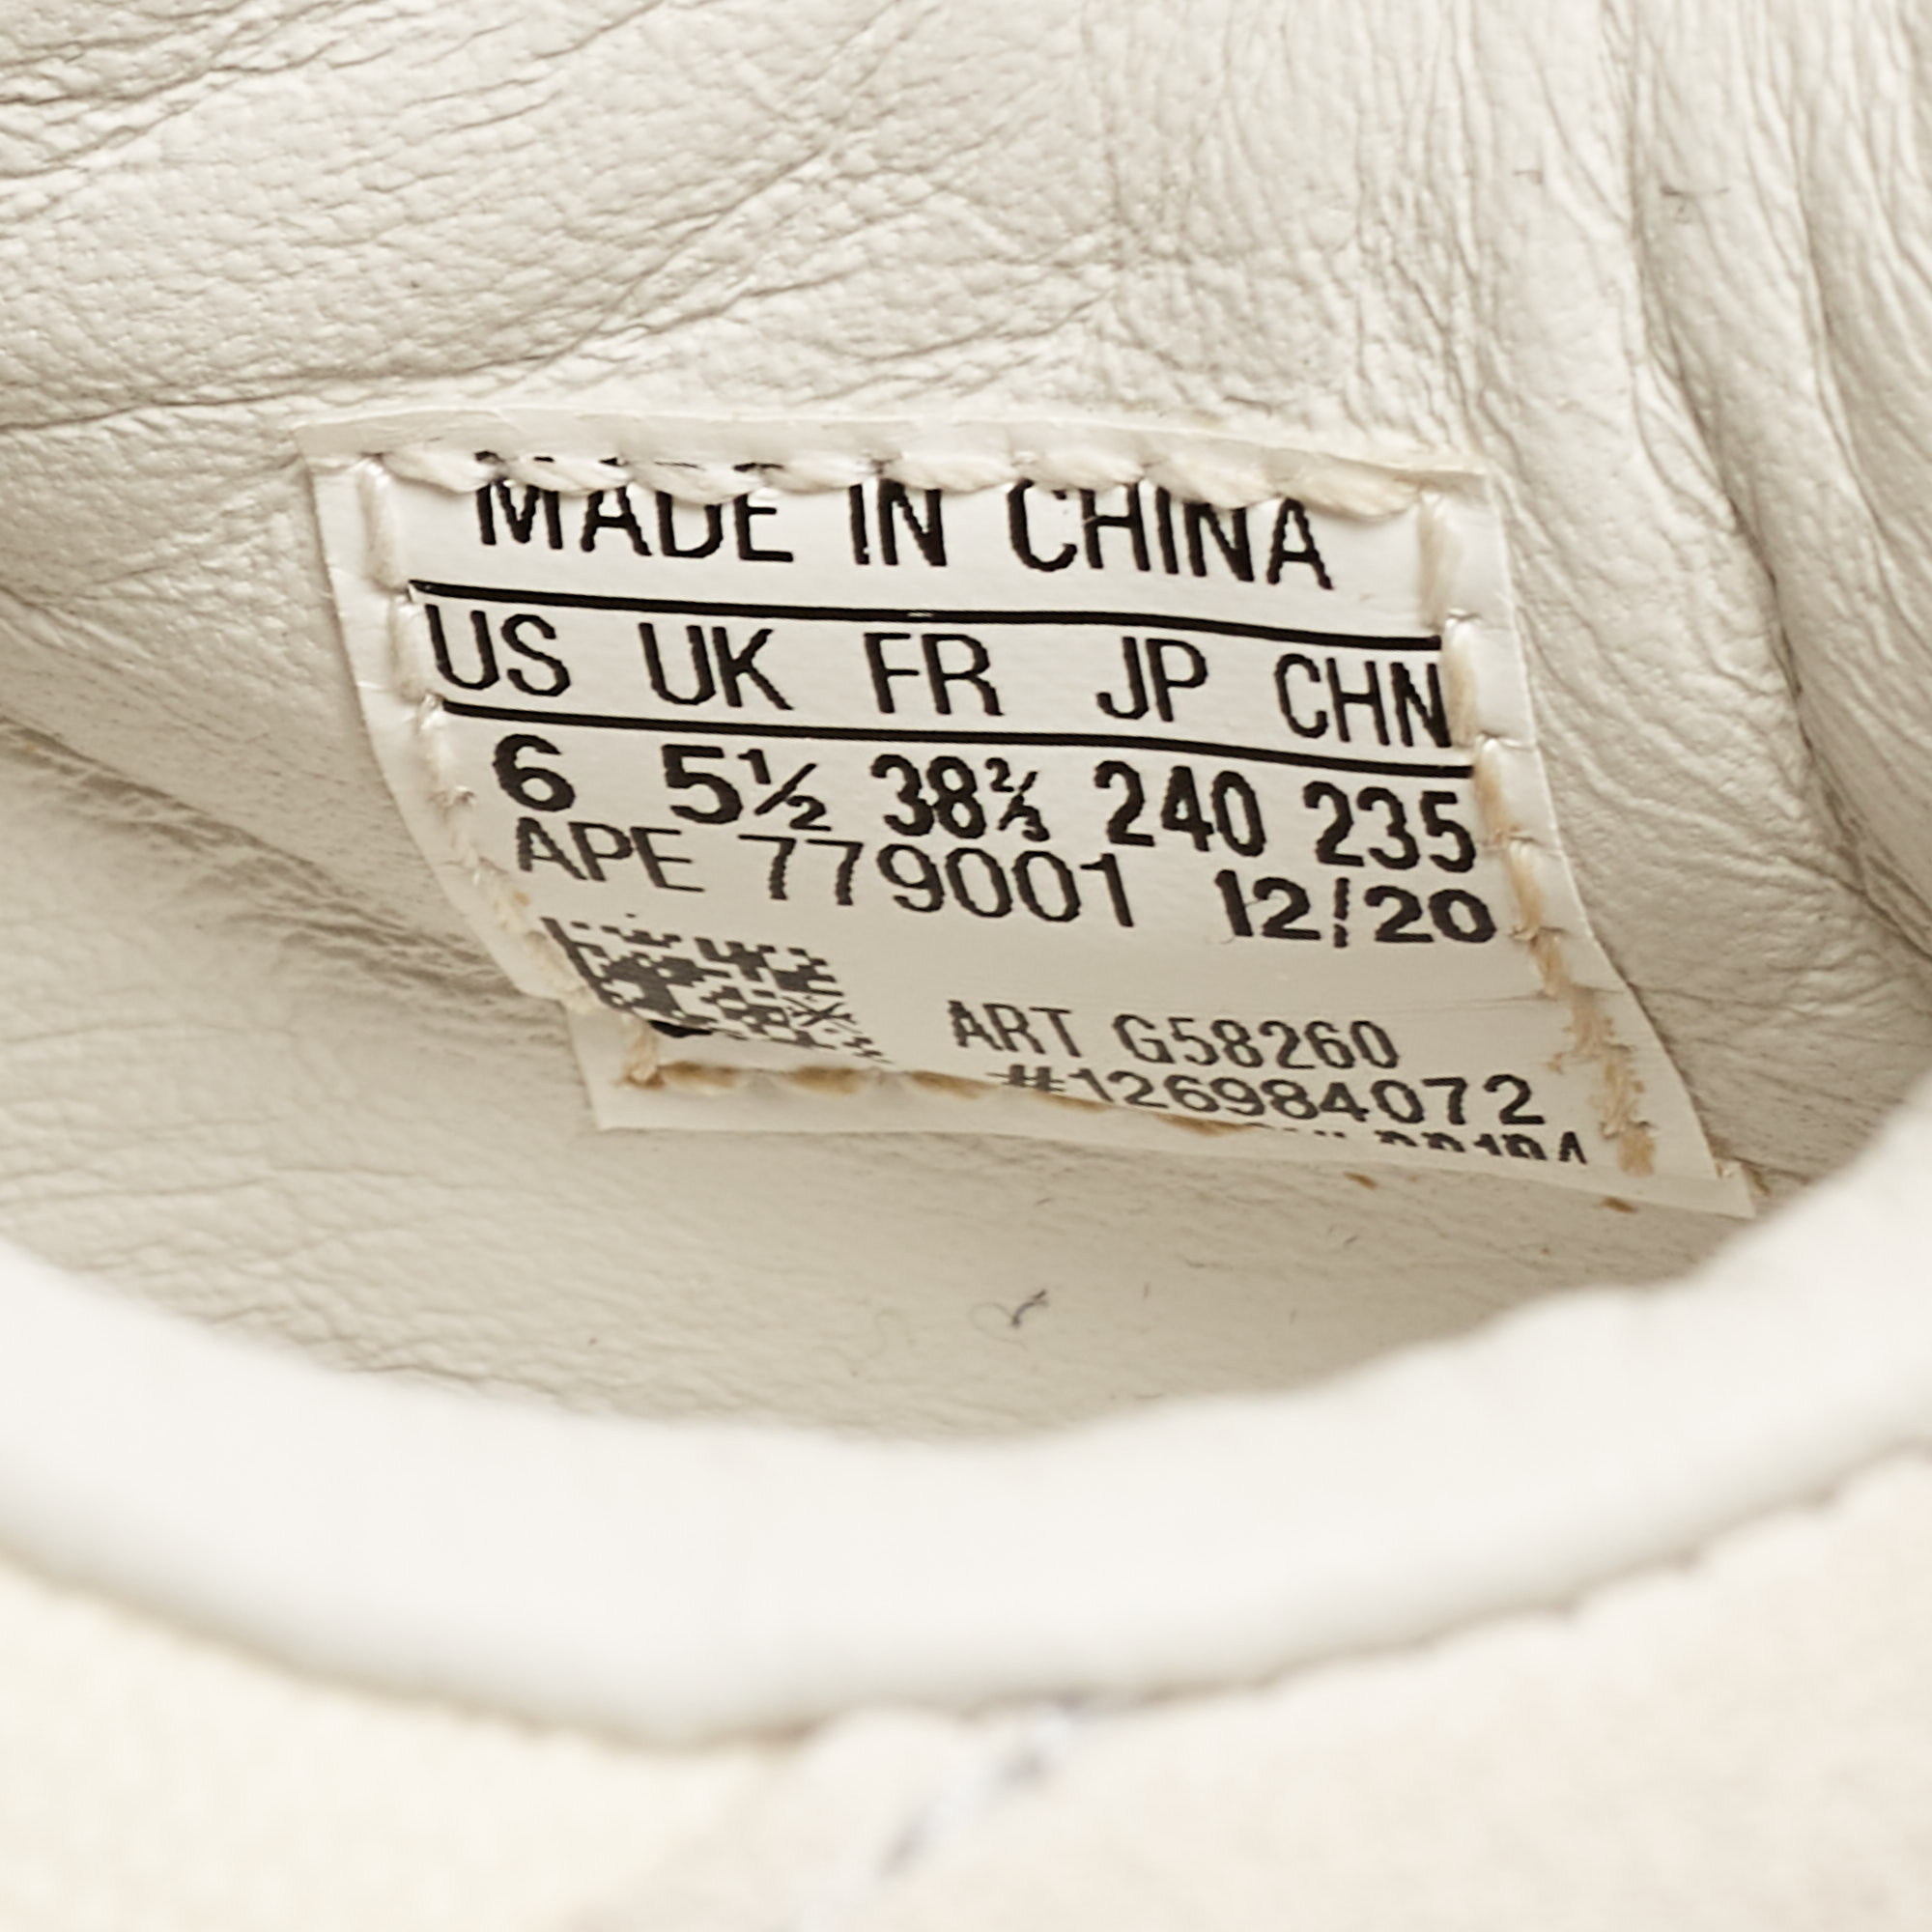 MADE IN CHINA
US UK FR JP CHN
6 5½ 38⅔ 240 235
APE 779001 12/20
ART G58260
#126984072